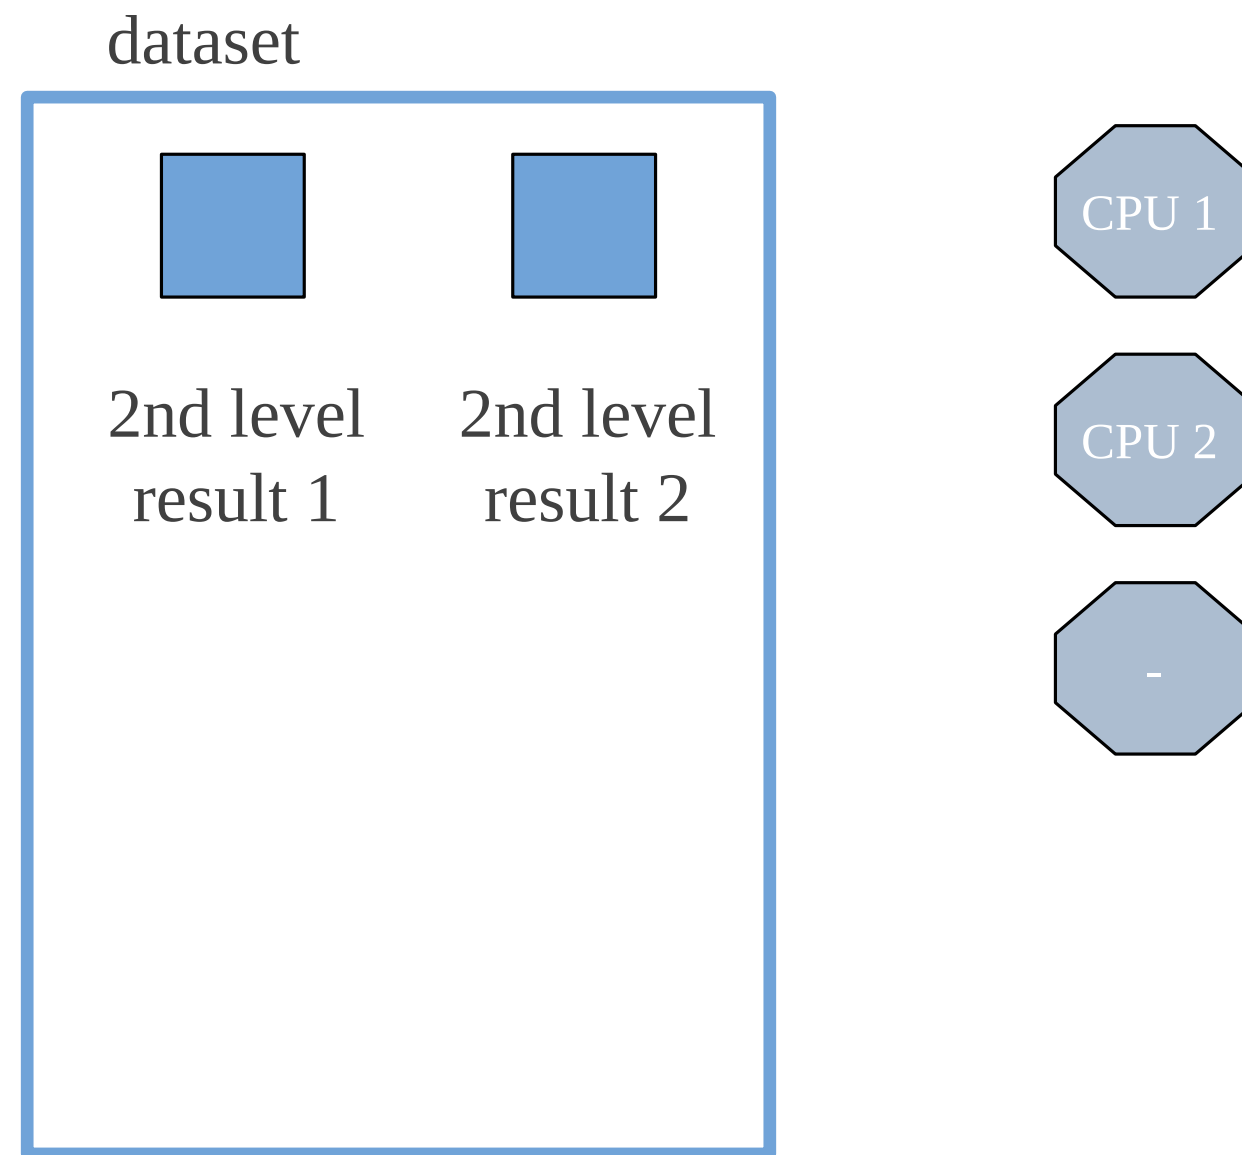 dataset
2nd level
result 1
2nd level
result 2
CPU 1
CPU 2
-